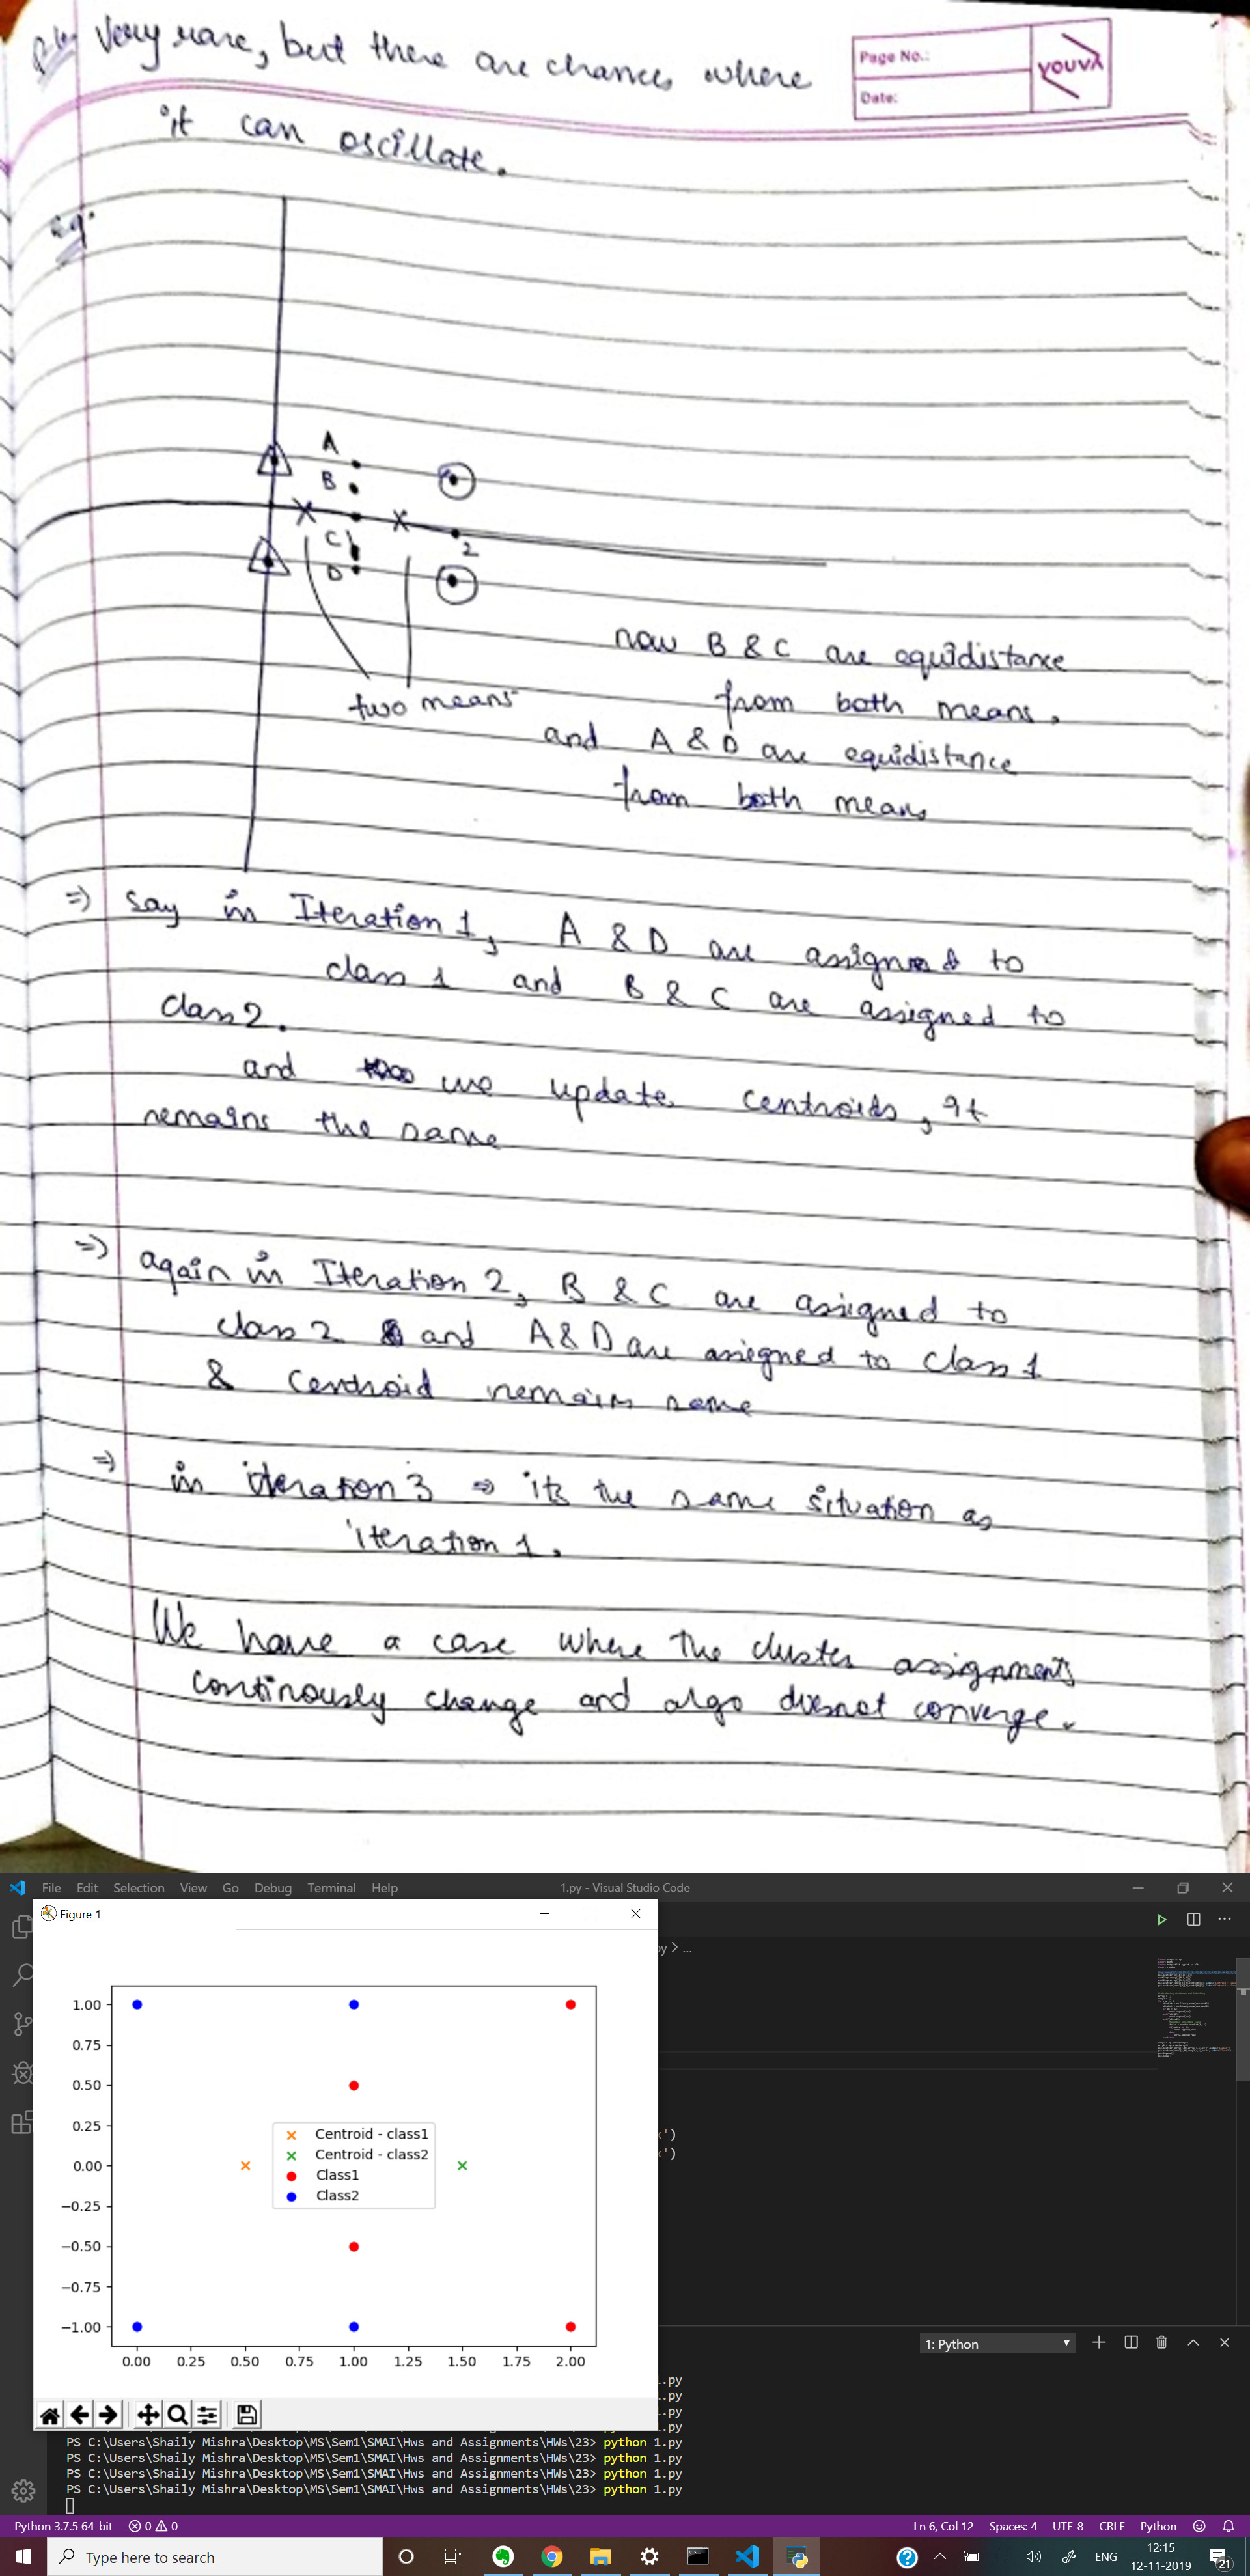 Very rare, but there are chances where
Page No.:
Date:
YOUVA
it can oscillate.
eg.
A
B
C
D
2
two means
now B & C are equidistance
from both means,
and A & D are equidistance
from both means
=) Say in Iteration 1, A & D are assigned to
class 1 and B & C are assigned to
class 2.
and we update centroids, it
remains the same
=) again in Iteration 2, B & C are assigned to
class 2 and A & D are assigned to class 1
& Centroid remains same
=) in iteration 3 => its the same situation as
iteration 1.
We have a case where the cluster assignments
continously change and algo doesnot converge.
File Edit Selection View Go Debug Terminal Help
1.py - Visual Studio Code
Figure 1
py > ...
1.00
0.75
0.50
0.25
0.00
−0.25
−0.50
−0.75
−1.00
Centroid - class1
Centroid - class2
Class1
Class2
0.00 0.25 0.50 0.75 1.00 1.25 1.50 1.75 2.00
')
')
1: Python
.py
.py
.py
.py
PS C:\Users\Shaily Mishra\Desktop\MS\Sem1\SMAI\Hws and Assignments\HWs\23> python 1.py
PS C:\Users\Shaily Mishra\Desktop\MS\Sem1\SMAI\Hws and Assignments\HWs\23> python 1.py
PS C:\Users\Shaily Mishra\Desktop\MS\Sem1\SMAI\Hws and Assignments\HWs\23> python 1.py
PS C:\Users\Shaily Mishra\Desktop\MS\Sem1\SMAI\Hws and Assignments\HWs\23> python 1.py
Python 3.7.5 64-bit 0 0 Ln 6, Col 12 Spaces: 4 UTF-8 CRLF Python
Type here to search
ENG
12:15
12-11-2019
21